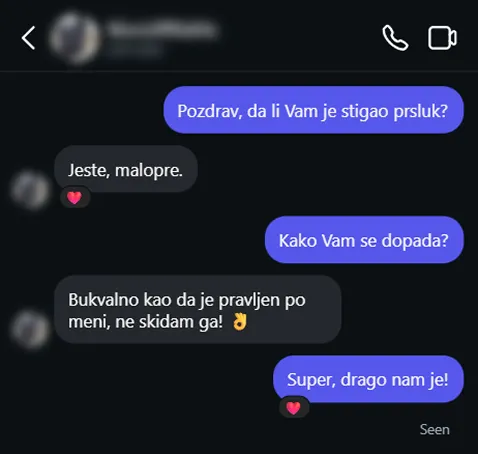 Pozdrav, da li Vam je stigao prsluk?
Jeste, malopre.
Kako Vam se dopada?
Bukvalno kao da je pravljen po
meni, ne skidam ga! 👌
Super, drago nam je!
Seen